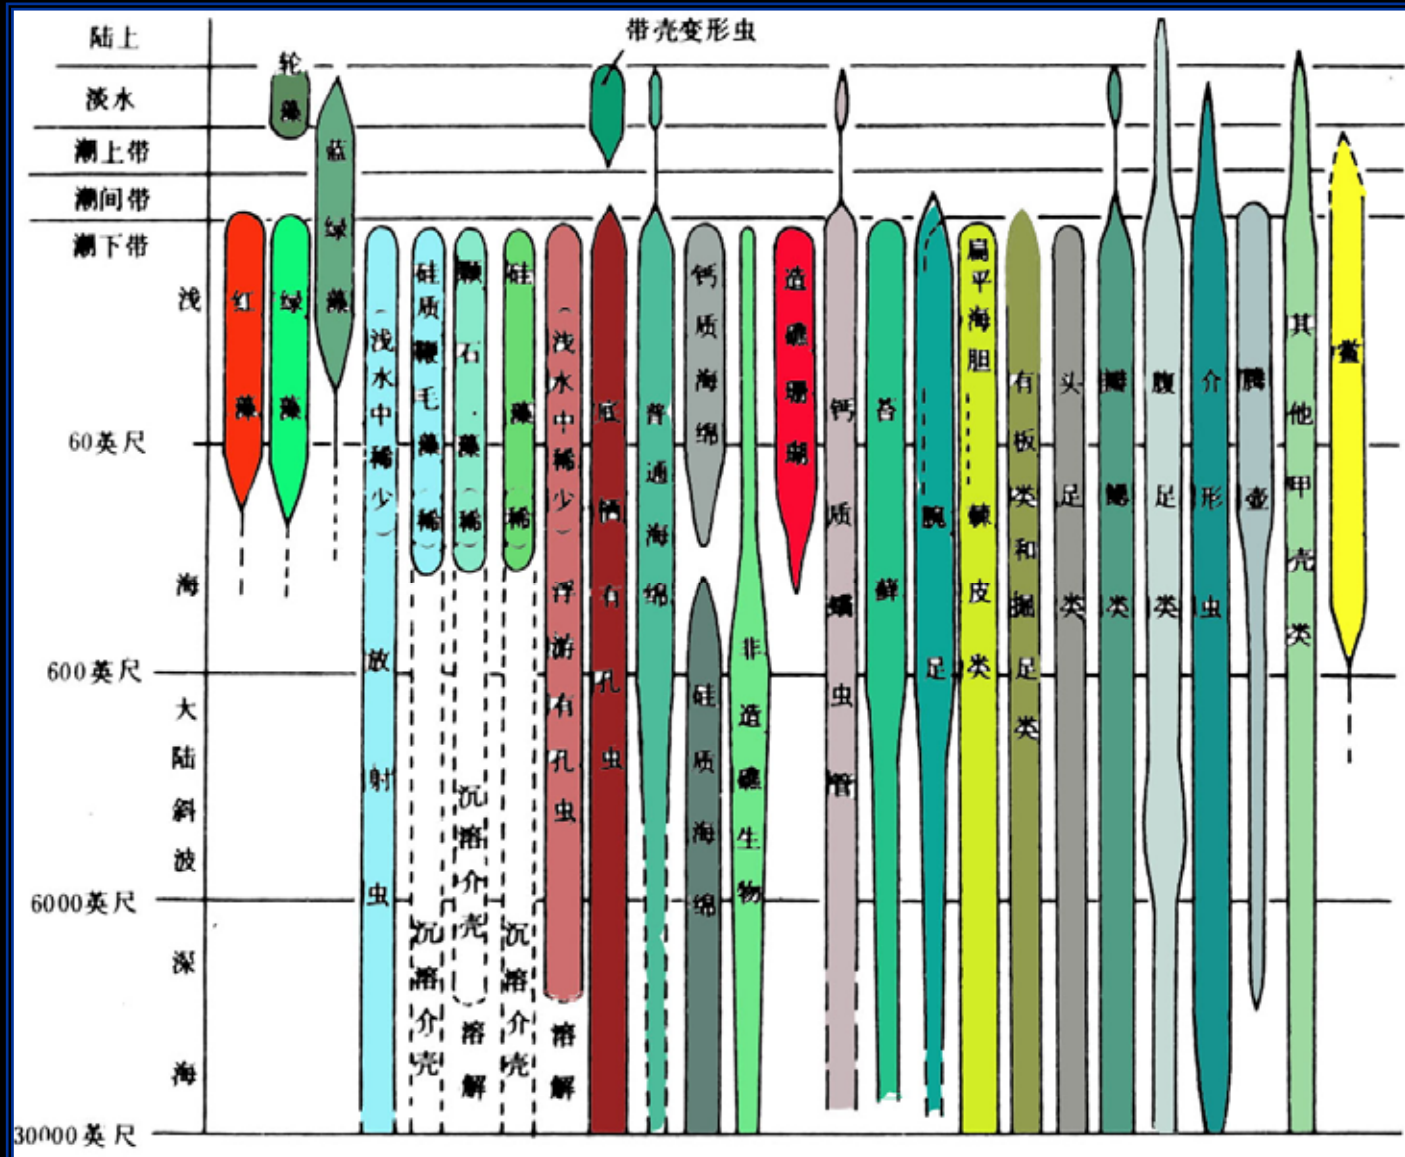 带壳变形虫
陆上
淡水
潮上带
潮间带
潮下带
浅
海
60英尺
600英尺
大
陆
斜
波
6000英尺
深
海
30000英尺
红藻
轮藻
绿藻
蓝绿藻
(浅水中稀少)放射虫
硅质鞭毛藻(稀)
沉溶介壳
颗石藻(稀)
沉溶介壳
溶解
硅藻(稀)
沉溶介壳
(浅水中稀少)浮游有孔虫
溶解
底栖有孔虫
普通海绵
钙质海绵
硅质海绵
非造礁生物
造礁珊瑚
钙质蠕虫管
苔藓
腕足
扁平海胆
棘皮类
有板类和掘足类
头足类
瓣鳃类
腹足类
介形虫
藤壶
其他甲壳类